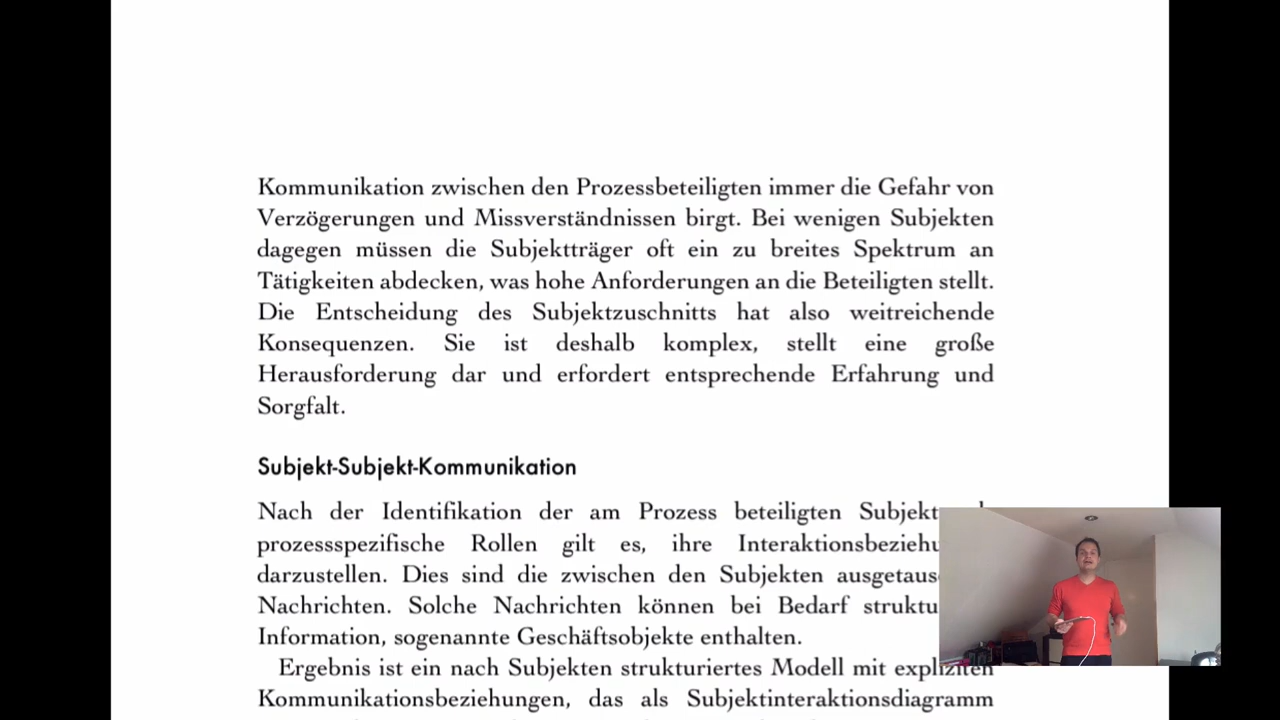 Kommunikation zwischen den Prozessbeteiligten immer die Gefahr von
Verzögerungen und Missverständnissen birgt. Bei wenigen Subjekten
dagegen müssen die Subjektträger oft ein zu breites Spektrum an
Tätigkeiten abdecken, was hohe Anforderungen an die Beteiligten stellt.
Die Entscheidung des Subjektzuschnitts hat also weitreichende
Konsequenzen. Sie ist deshalb komplex, stellt eine große
Herausforderung dar und erfordert entsprechende Erfahrung und
Sorgfalt.
Subjekt-Subjekt-Kommunikation
Nach der Identifikation der am Prozess beteiligten
prozessspezifische Rollen gilt es, ihre
darzustellen. Dies sind die zwischen den Subjekten
Nachrichten. Solche Nachrichten können bei Bedarf
Information, sogenannte Geschäftsobjekte enthalten.
Ergebnis ist ein nach Subjekten strukturiertes Modell mit expliziten
Kommunikationsbeziehungen, das als Subjektinteraktionsdiagramm